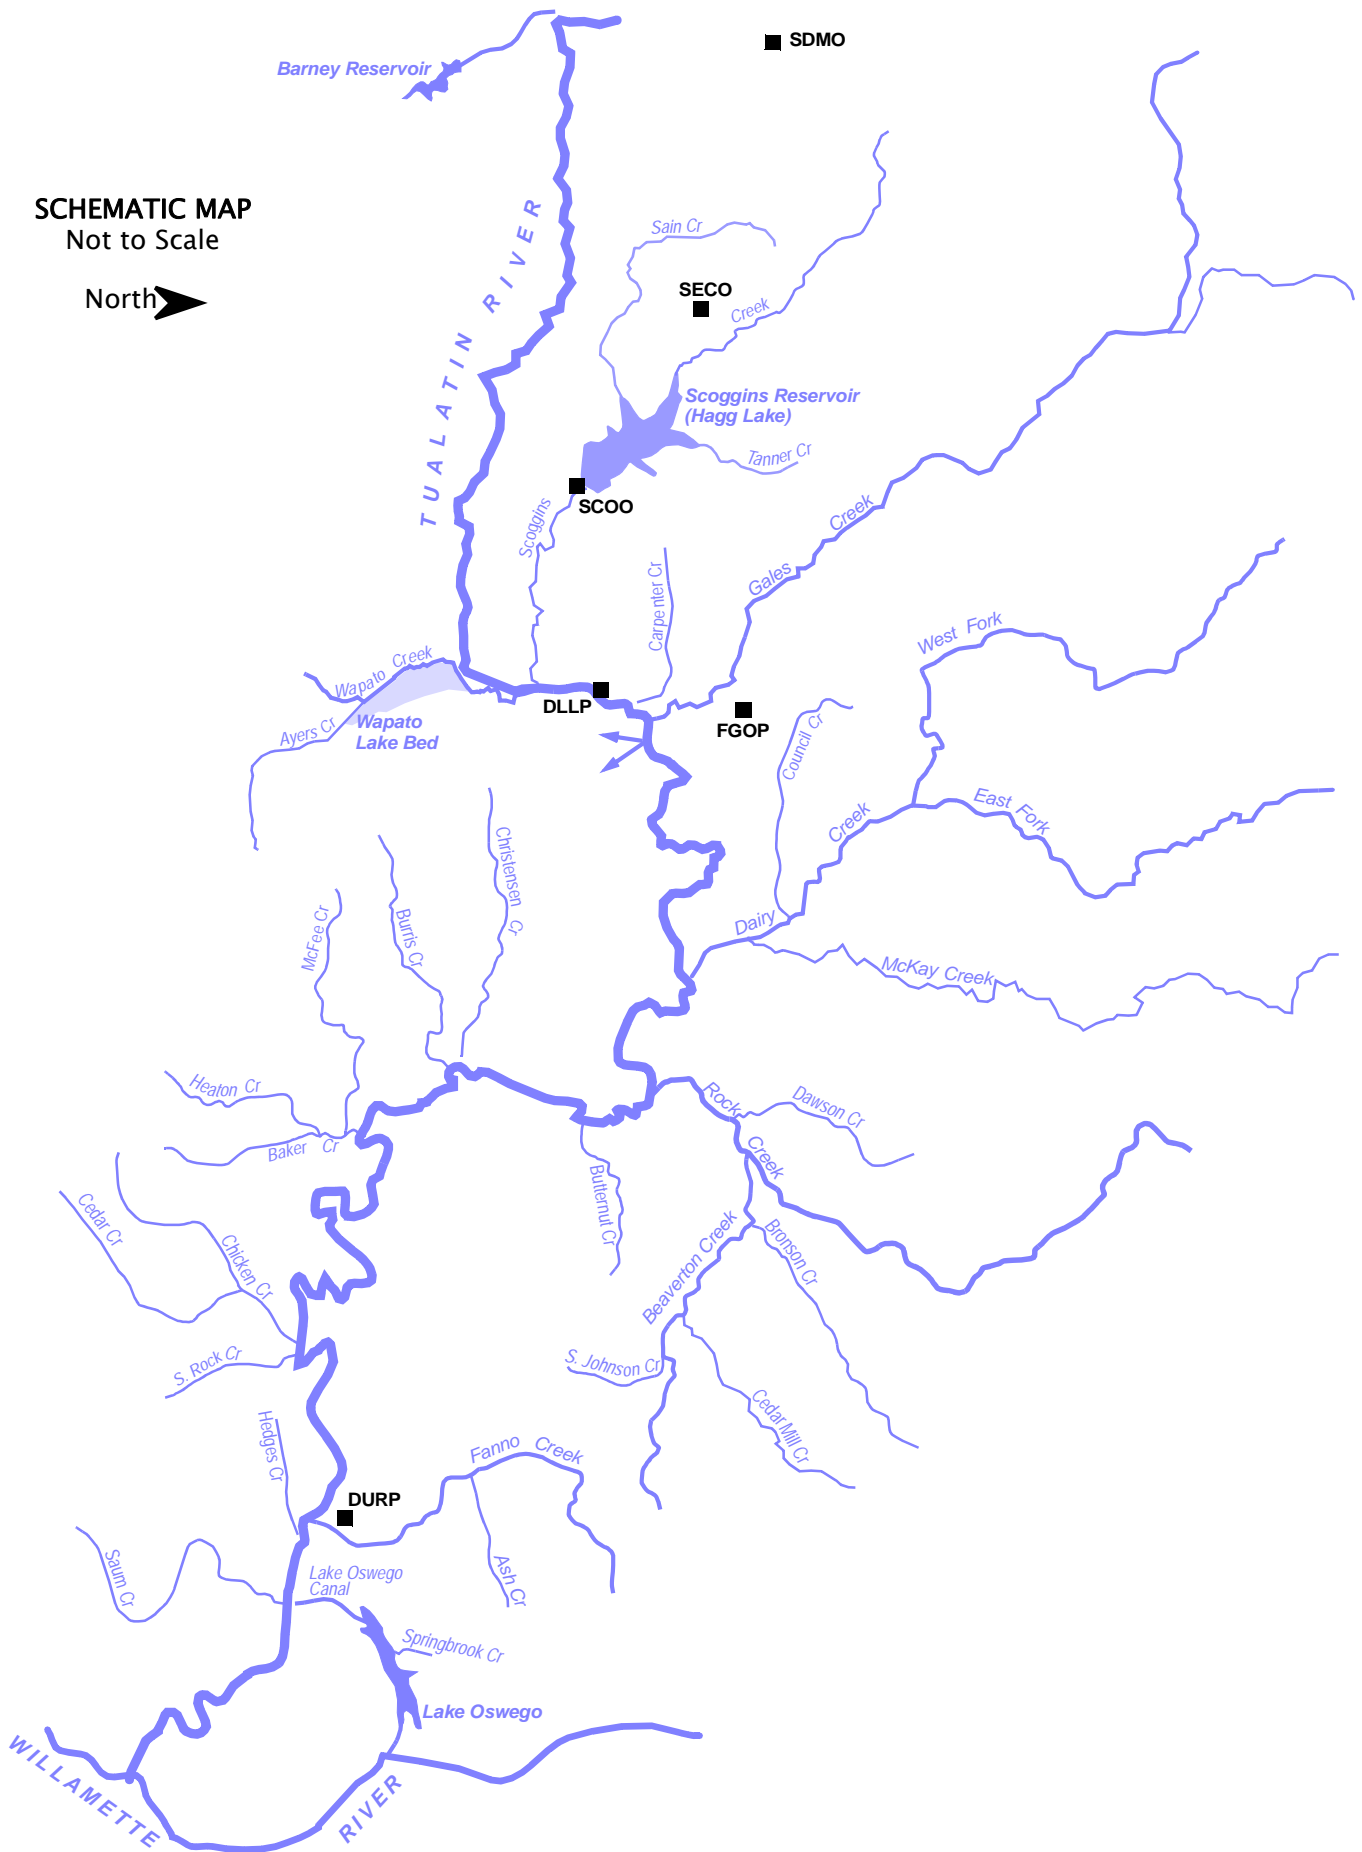 SDMO
Barney Reservoir
SCHEMATIC MAP
Not to Scale
North
TUALATIN RIVER
Sain Cr
SECO
Creek
Scoggins Reservoir
(Hagg Lake)
Tanner Cr
SCOO
Scoggins
Gales Creek
Carpenter Cr
West Fork
Wapato Creek
DLLP
FGOP
Ayers Cr
Wapato
Lake Bed
Council Cr
Creek
East Fork
Christensen Cr
Burris Cr
McFee Cr
Dairy
McKay Creek
Heaton Cr
Rock
Creek
Dawson Cr
Baker Cr
Butternut Cr
Cedar Cr
Chicken Cr
Beaverton Creek
Bronson Cr
S. Rock Cr
S. Johnson Cr
Cedar Mill Cr
Hedges Cr
Fanno Creek
DURP
Saum Cr
Lake Oswego
Canal
Ash Cr
Springbrook Cr
Lake Oswego
WILLAMETTE
RIVER